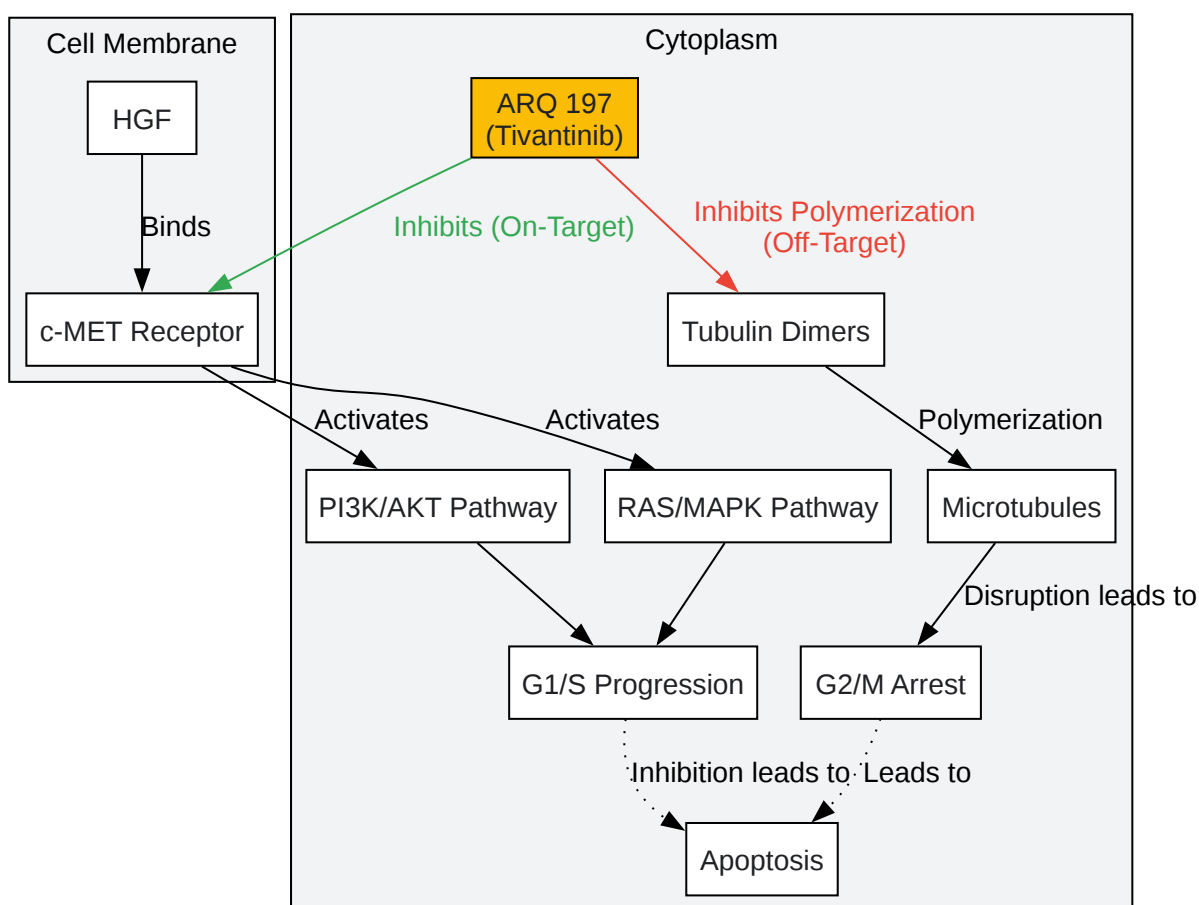 Cell Membrane
Cytoplasm
HGF
ARQ 197
(Tivantinib)
Binds
Inhibits (On-Target)
Inhibits Polymerization
(Off-Target)
c-MET Receptor
Tubulin Dimers
Activates
Activates
Polymerization
PI3K/AKT Pathway
RAS/MAPK Pathway
Microtubules
Disruption leads to
G1/S Progression
G2/M Arrest
Inhibition leads to
Leads to
Apoptosis